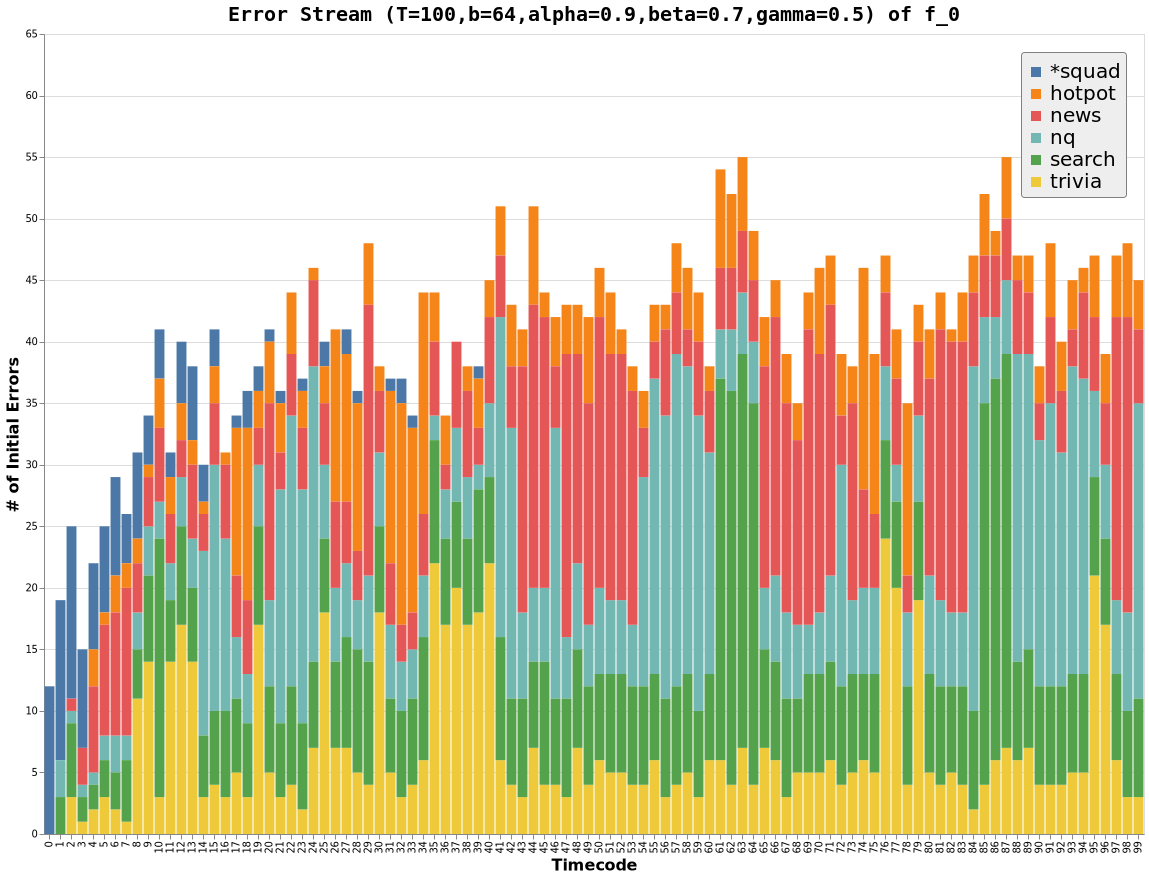 Error Stream (T=100,b=64,alpha=0.9,beta=0.7,gamma=0.5) of f_0
65
60
55
50
45
40
35
30
25
20
15
10
5
0
# of Initial Errors
*squad
hotpot
news
nq
search
trivia
0 1 2 3 4 5 6 7 8 9 10 11 12 13 14 15 16 17 18 19 20 21 22 23 24 25 26 27 28 29 30 31 32 33 34 35 36 37 38 39 40 41 42 43 44 45 46 47 48 49 50 51 52 53 54 55 56 57 58 59 60 61 62 63 64 65 66 67 68 69 70 71 72 73 74 75 76 77 78 79 80 81 82 83 84 85 86 87 88 89 90 91 92 93 94 95 96 97 98 99
Timecode